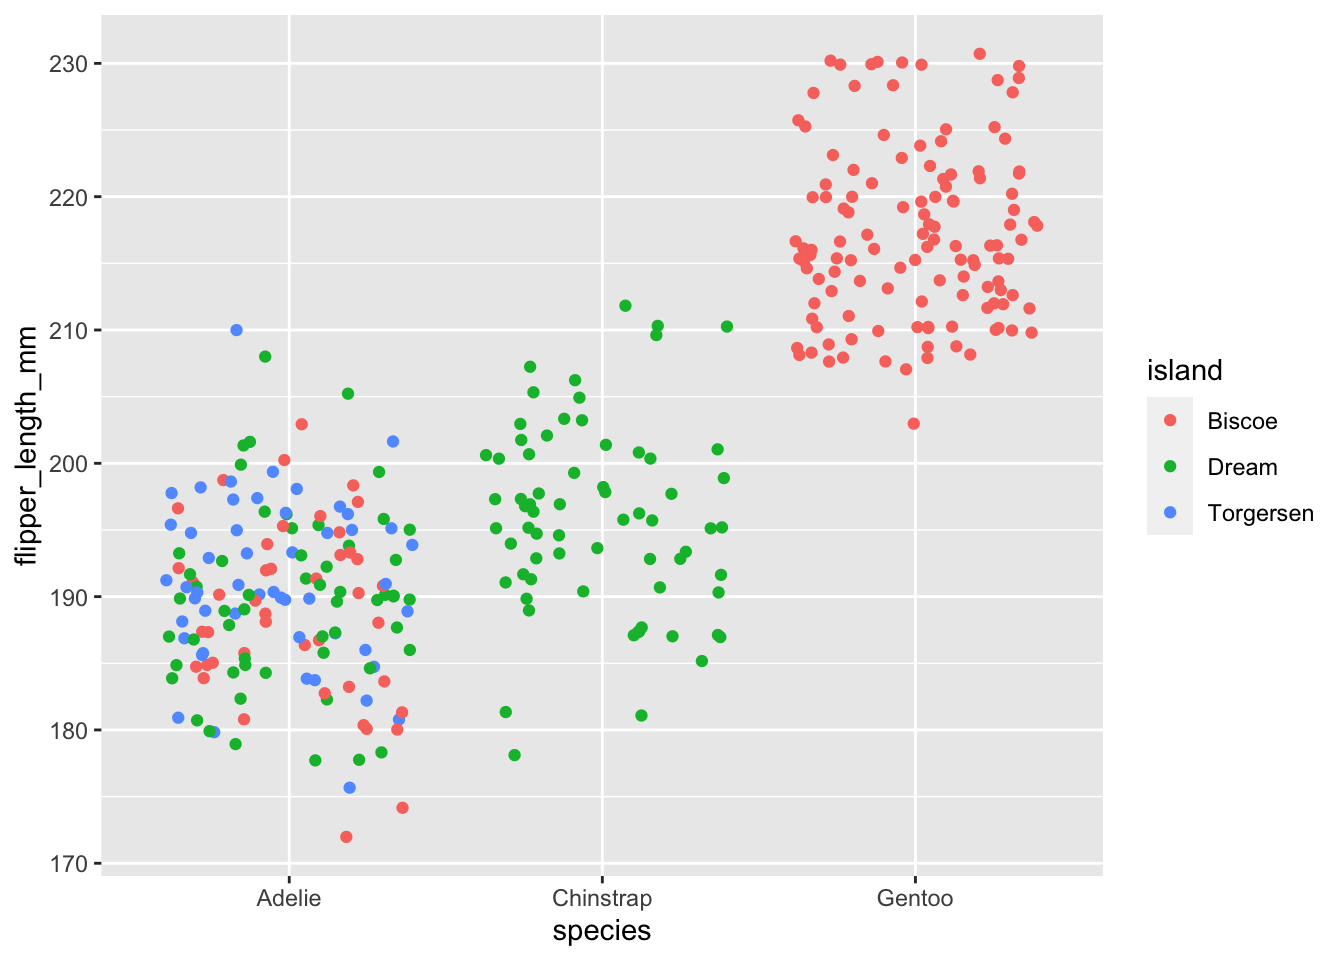 230
220
210
200
190
180
170
flipper_length_mm
Adelie
Chinstrap
Gentoo
species
island
Biscoe
Dream
Torgersen